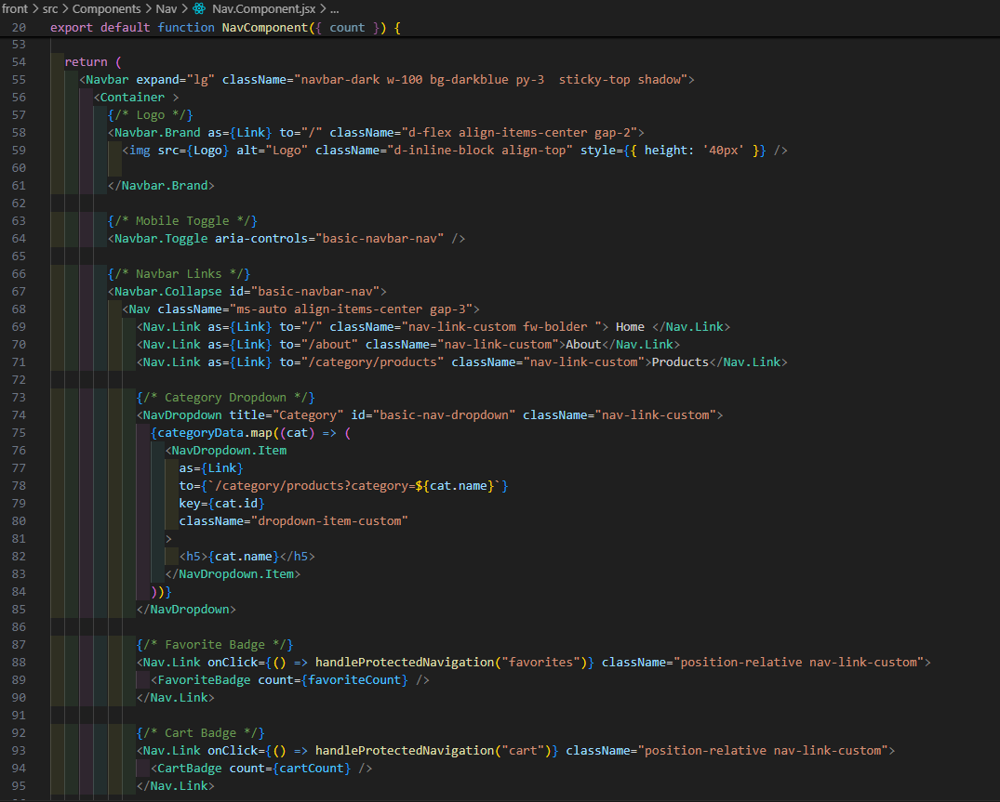 front > src > Components > Nav > Nav.Component.jsx > ...
20 export default function NavComponent({ count }) {
53
54 return (
55 <Navbar expand="lg" className="navbar-dark w-100 bg-darkblue py-3  sticky-top shadow">
56 <Container >
57 {/* Logo */}
58 <Navbar.Brand as={Link} to="/" className="d-flex align-items-center gap-2">
59 <img src={Logo} alt="Logo" className="d-inline-block align-top" style={{ height: '40px' }} />
60
61 </Navbar.Brand>
62
63 {/* Mobile Toggle */}
64 <Navbar.Toggle aria-controls="basic-navbar-nav" />
65
66 {/* Navbar Links */}
67 <Navbar.Collapse id="basic-navbar-nav">
68 <Nav className="ms-auto align-items-center gap-3">
69 <Nav.Link as={Link} to="/" className="nav-link-custom fw-bolder "> Home </Nav.Link>
70 <Nav.Link as={Link} to="/about" className="nav-link-custom">About</Nav.Link>
71 <Nav.Link as={Link} to="/category/products" className="nav-link-custom">Products</Nav.Link>
72
73 {/* Category Dropdown */}
74 <NavDropdown title="Category" id="basic-nav-dropdown" className="nav-link-custom">
75 {categoryData.map((cat) => (
76 <NavDropdown.Item
77 as={Link}
78 to={`/category/products?category=${cat.name}`}
79 key={cat.id}
80 className="dropdown-item-custom"
81 >
82 <h5>{cat.name}</h5>
83 </NavDropdown.Item>
84 ))}
85 </NavDropdown>
86
87 {/* Favorite Badge */}
88 <Nav.Link onClick={() => handleProtectedNavigation("favorites")} className="position-relative nav-link-custom">
89 <FavoriteBadge count={favoriteCount} />
90 </Nav.Link>
91
92 {/* Cart Badge */}
93 <Nav.Link onClick={() => handleProtectedNavigation("cart")} className="position-relative nav-link-custom">
94 <CartBadge count={cartCount} />
95 </Nav.Link>